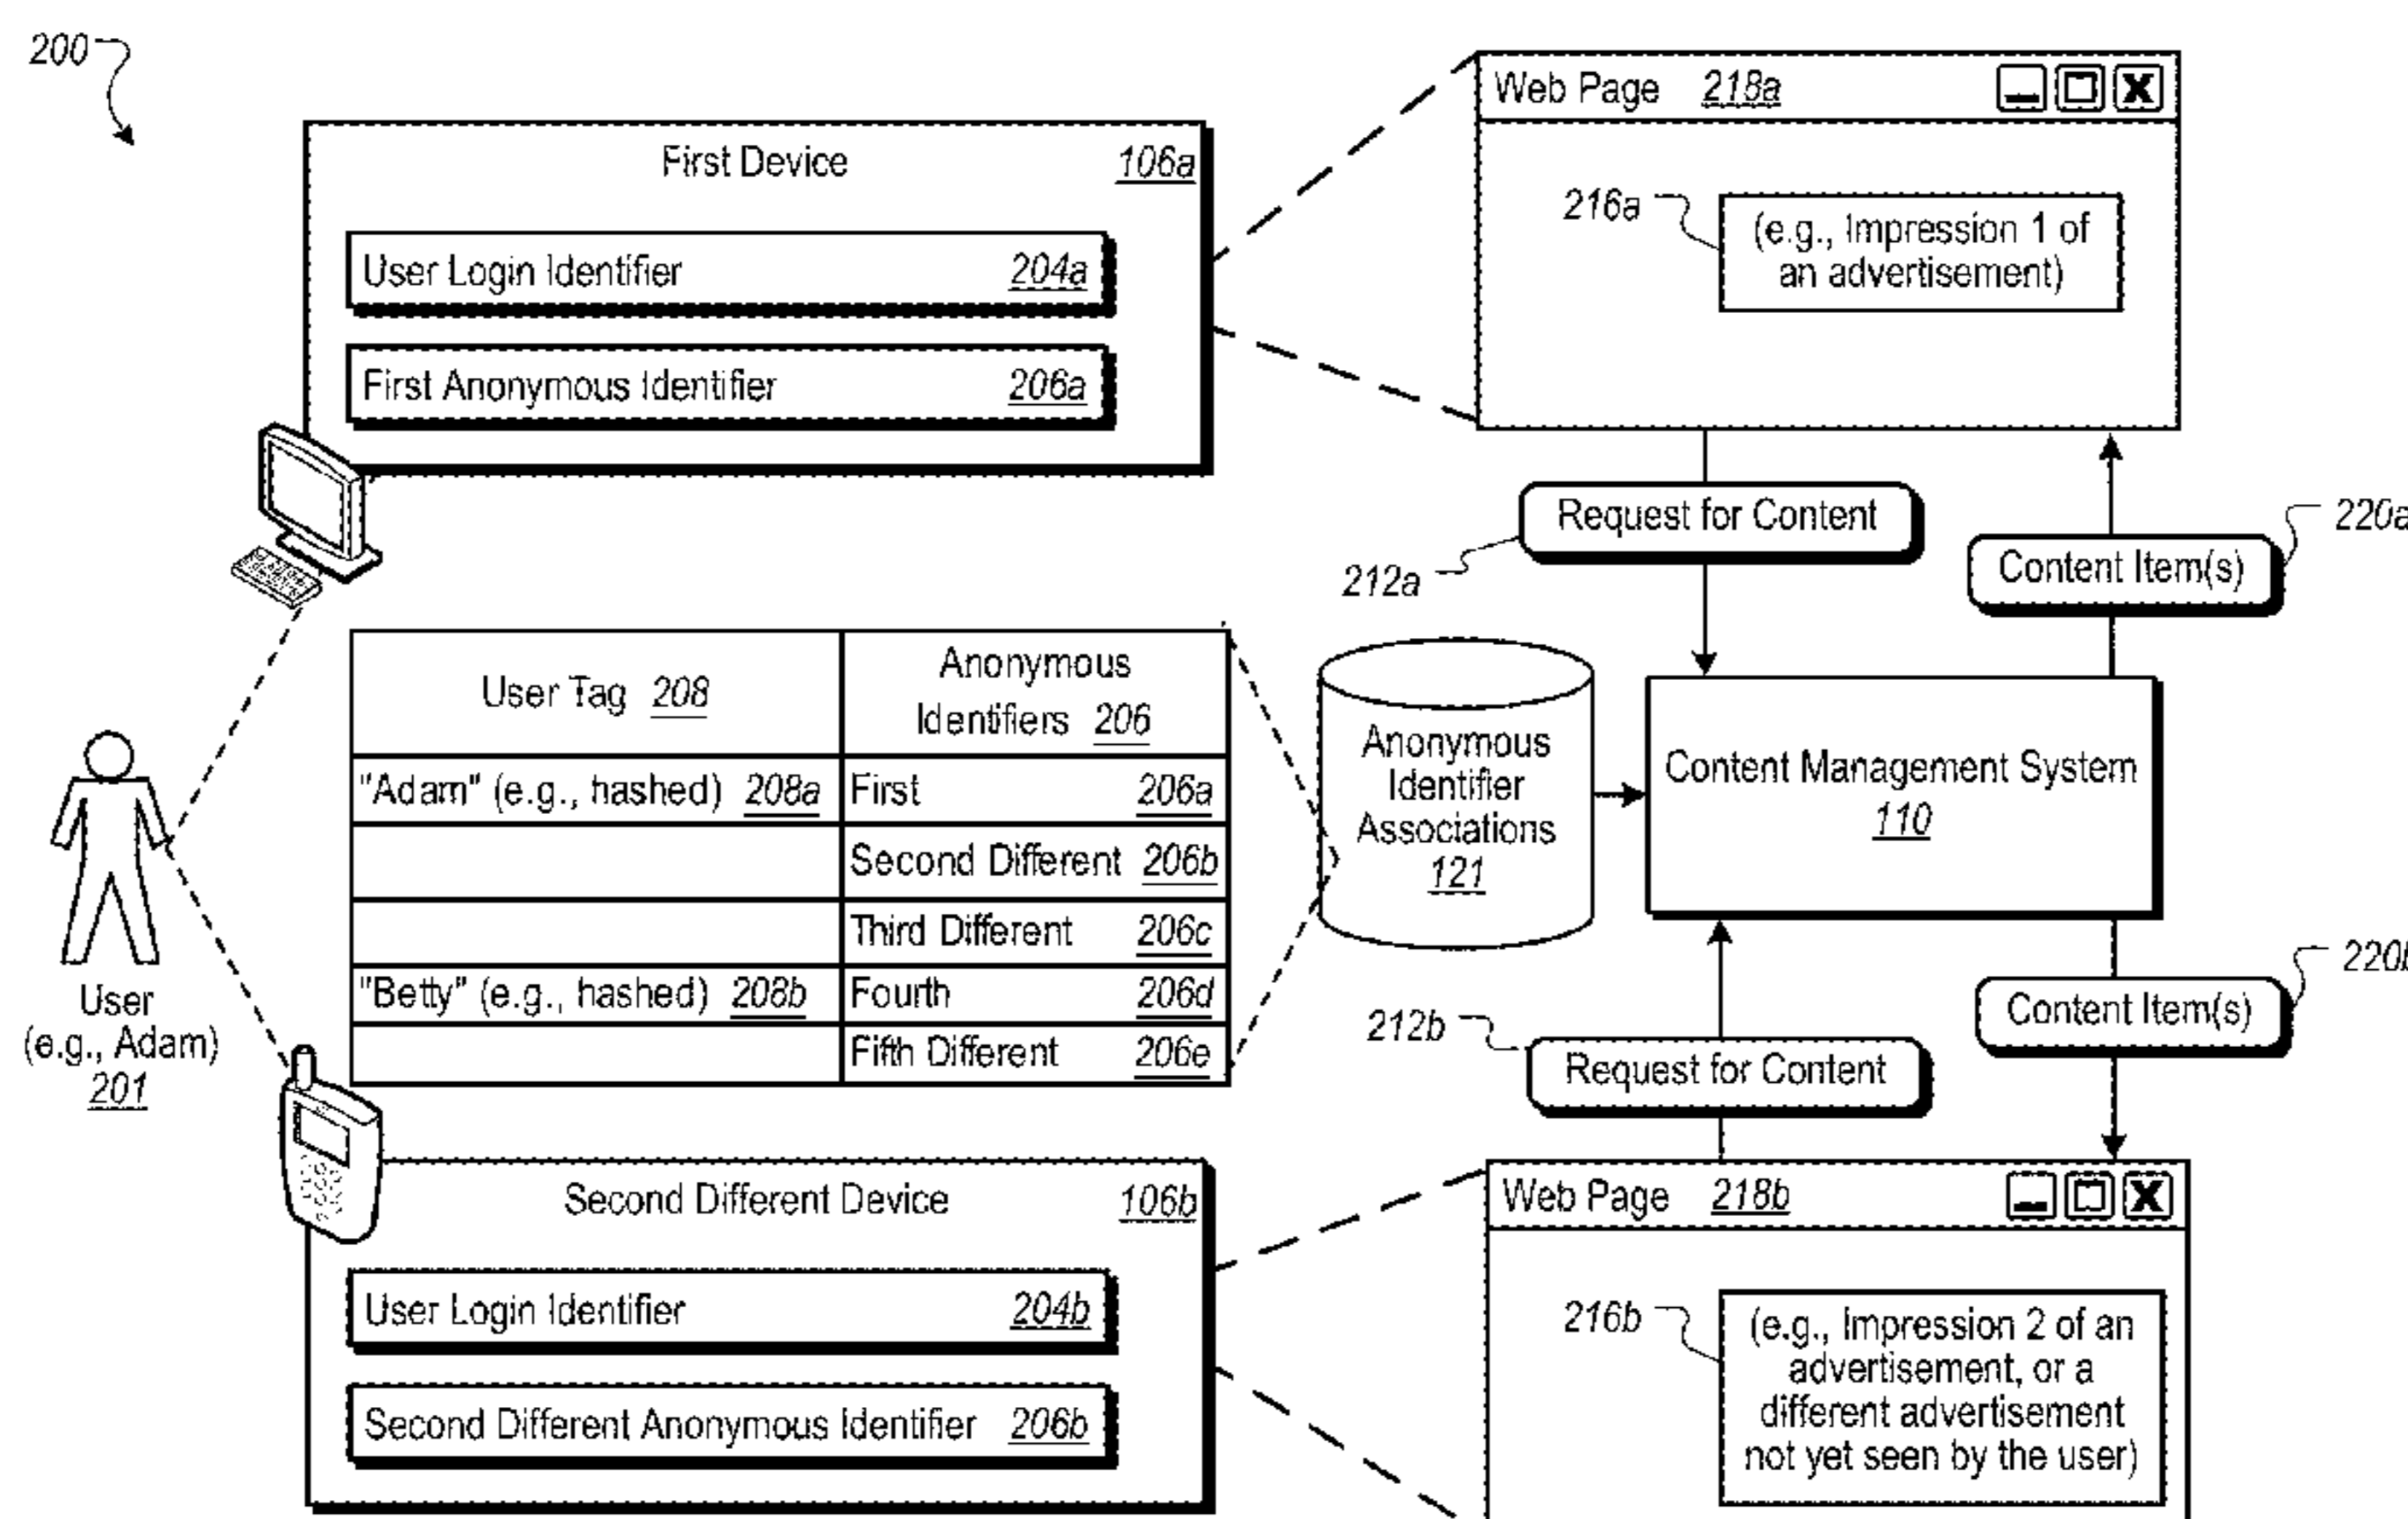 200
First Device 106a
User Login Identifier 204a
First Anonymous Identifier 206a
Web Page 218a
216a
(e.g., Impression 1 of
an advertisement)
Request for Content
212a
Content Item(s)
220a
User Tag 208
Anonymous
Identifiers 206
"Adam" (e.g., hashed) 208a First 206a
Second Different 206b
Third Different 206c
"Betty" (e.g., hashed) 208b Fourth 206d
Fifth Different 206e
Anonymous
Identifier
Associations
121
Content Management System
110
User
(e.g., Adam)
201
212b
Request for Content
Content Item(s)
220b
Second Different Device 106b
User Login Identifier 204b
Second Different Anonymous Identifier 206b
Web Page 218b
216b
(e.g., Impression 2 of an
advertisement, or a
different advertisement
not yet seen by the user)